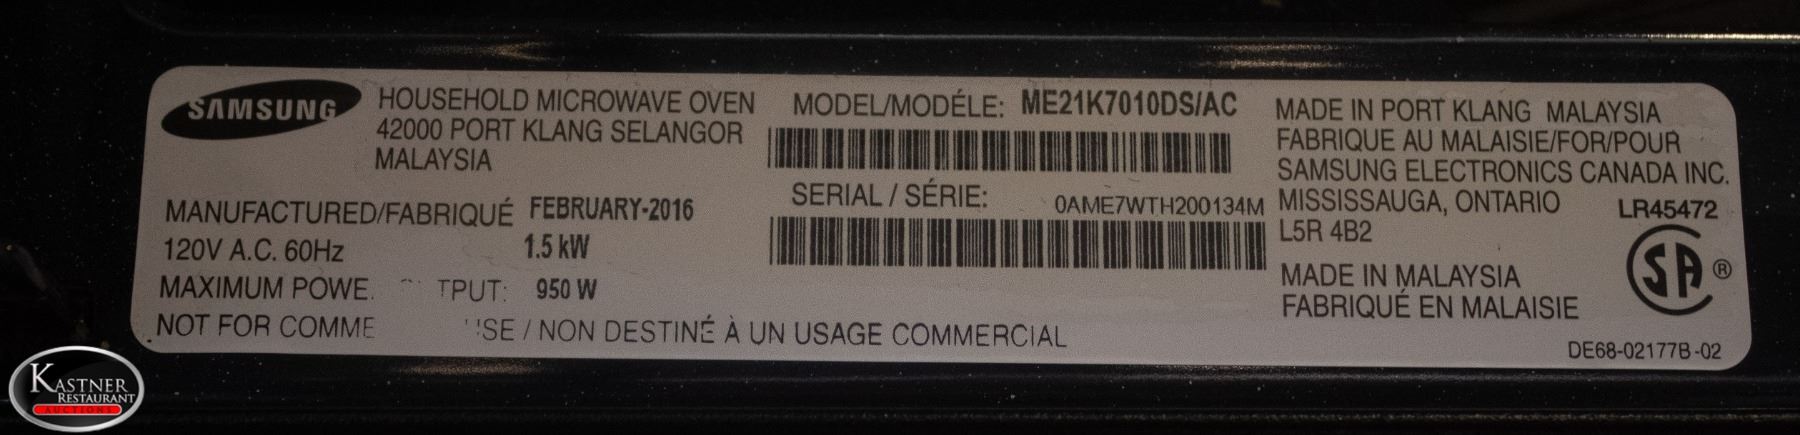 SAMSUNG
HOUSEHOLD MICROWAVE OVEN
42000 PORT KLANG SELANGOR
MALAYSIA
MANUFACTURED/FABRIQUÉ FEBRUARY-2016
120V A.C. 60Hz 1.5 kW
MAXIMUM POWE TPUT: 950 W
NOT FOR COMME SE / NON DESTINÉ À UN USAGE COMMERCIAL
MODEL/MODÉLE: ME21K7010DS/AC
SERIAL / SÉRIE: 0AME7WTH200134M
MADE IN PORT KLANG MALAYSIA
FABRIQUE AU MALAISIE/FOR/POUR
SAMSUNG ELECTRONICS CANADA INC.
MISSISSAUGA, ONTARIO
L5R 4B2
MADE IN MALAYSIA
FABRIQUÉ EN MALAISIE
LR45472
SA ®
DE68-02177B-02
KASTNER
RESTAURANT
AUCTIONS